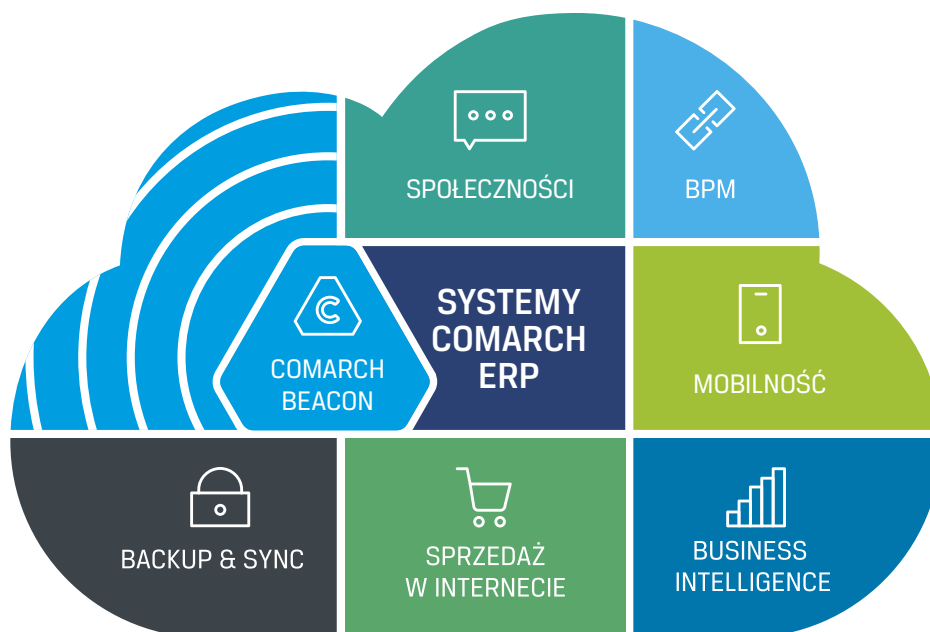 SPOŁECZNOŚCI
BPM
C
COMARCH
BEACON
SYSTEMY
COMARCH
ERP
MOBILNOŚĆ
BACKUP & SYNC
SPRZEDAŻ
W INTERNECIE
BUSINESS
INTELLIGENCE